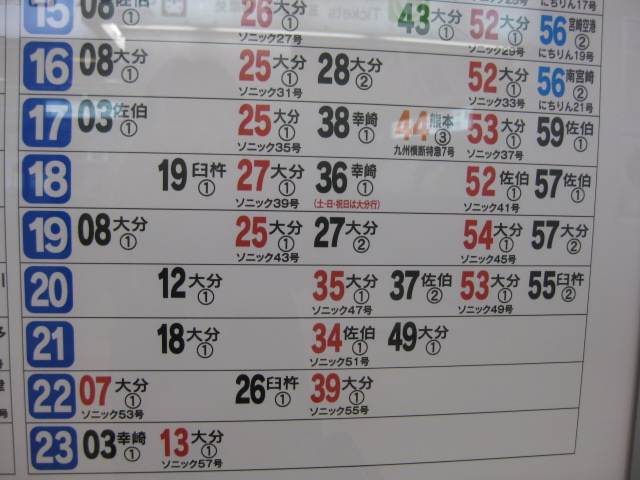 15 08 佐伯 ① 26 大分 ① ソニック27号 43 大分 ① 52 大分 ① ソニック29号 56 宮崎空港 ② にちりん17号
16 08 大分 ① 25 大分 ① ソニック31号 28 大分 ② 52 大分 ① ソニック33号 56 南宮崎 ② にちりん21号
17 03 佐伯 ① 25 大分 ① ソニック35号 38 幸崎 ① 44 熊本 ③ 九州横断特急7号 53 大分 ① ソニック37号 59 佐伯 ①
18 19 臼杵 ① 27 大分 ① ソニック39号 36 幸崎 ① (土・日・祝日は大分行) 52 佐伯 ① ソニック41号 57 佐伯 ①
19 08 大分 ① 25 大分 ① ソニック43号 27 大分 ② 54 大分 ① ソニック45号 57 大分 ②
20 12 大分 ① 35 大分 ① ソニック47号 37 佐伯 ② 53 大分 ① ソニック49号 55 臼杵 ②
21 18 大分 ① 34 佐伯 ① ソニック51号 49 大分 ①
22 07 大分 ① ソニック53号 26 臼杵 ① 39 大分 ① ソニック55号
23 03 幸崎 ① 13 大分 ① ソニック57号